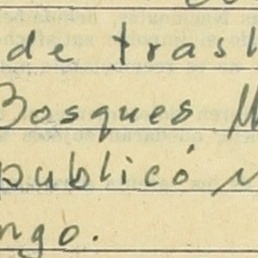 de trasl
Bosques
publicó
ngo.